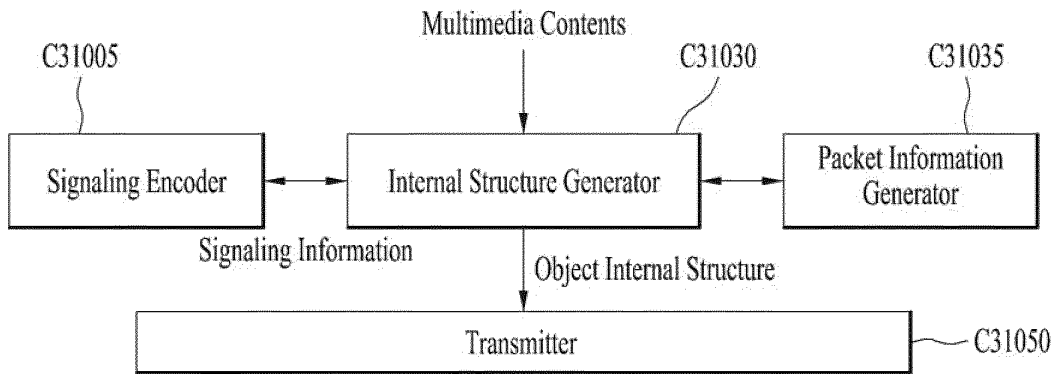 Multimedia Contents
C31005
C31030
C31035
Signaling Encoder
Internal Structure Generator
Packet Information
Generator
Signaling Information
Object Internal Structure
Transmitter
C31050